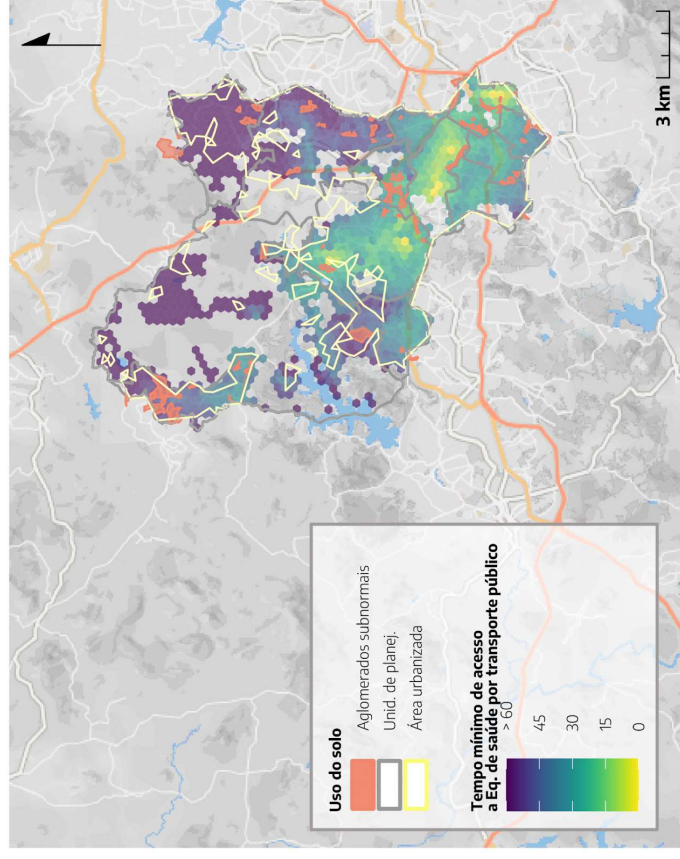 Uso do solo
Aglomerados subnormais
Unid. de planej.
Área urbanizada
Tempo mínimo de acesso
a Eq. de saúde por transporte público
> 60
45
30
15
0
3 km